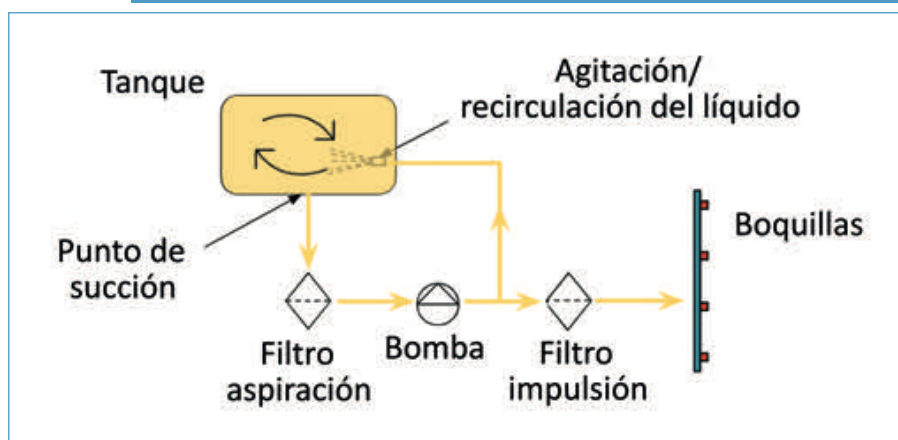 Tanque
Agitación/
recirculación del líquido
Punto de
succión
Boquillas
Filtro
aspiración
Bomba
Filtro
impulsión